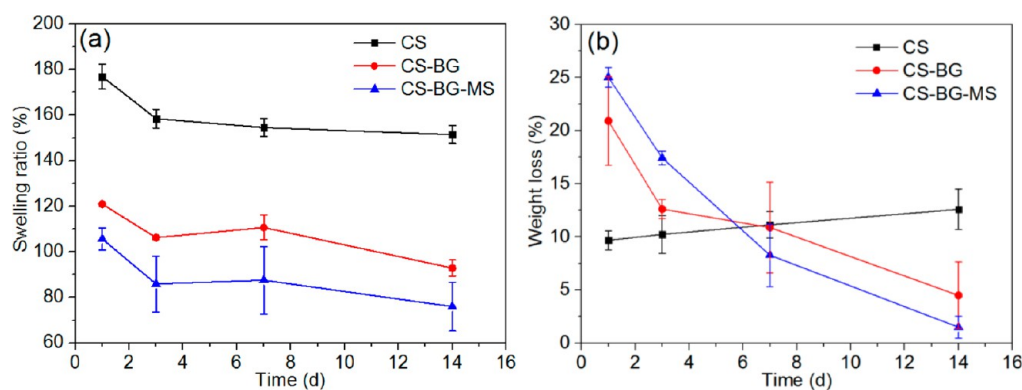 (a)
CS
CS-BG
CS-BG-MS
Swelling ratio (%)
200
180
160
140
120
100
80
60
0 2 4 6 8 10 12 14 16
Time (d)
(b)
CS
CS-BG
CS-BG-MS
Weight loss (%)
30
25
20
15
10
5
0
0 2 4 6 8 10 12 14 16
Time (d)